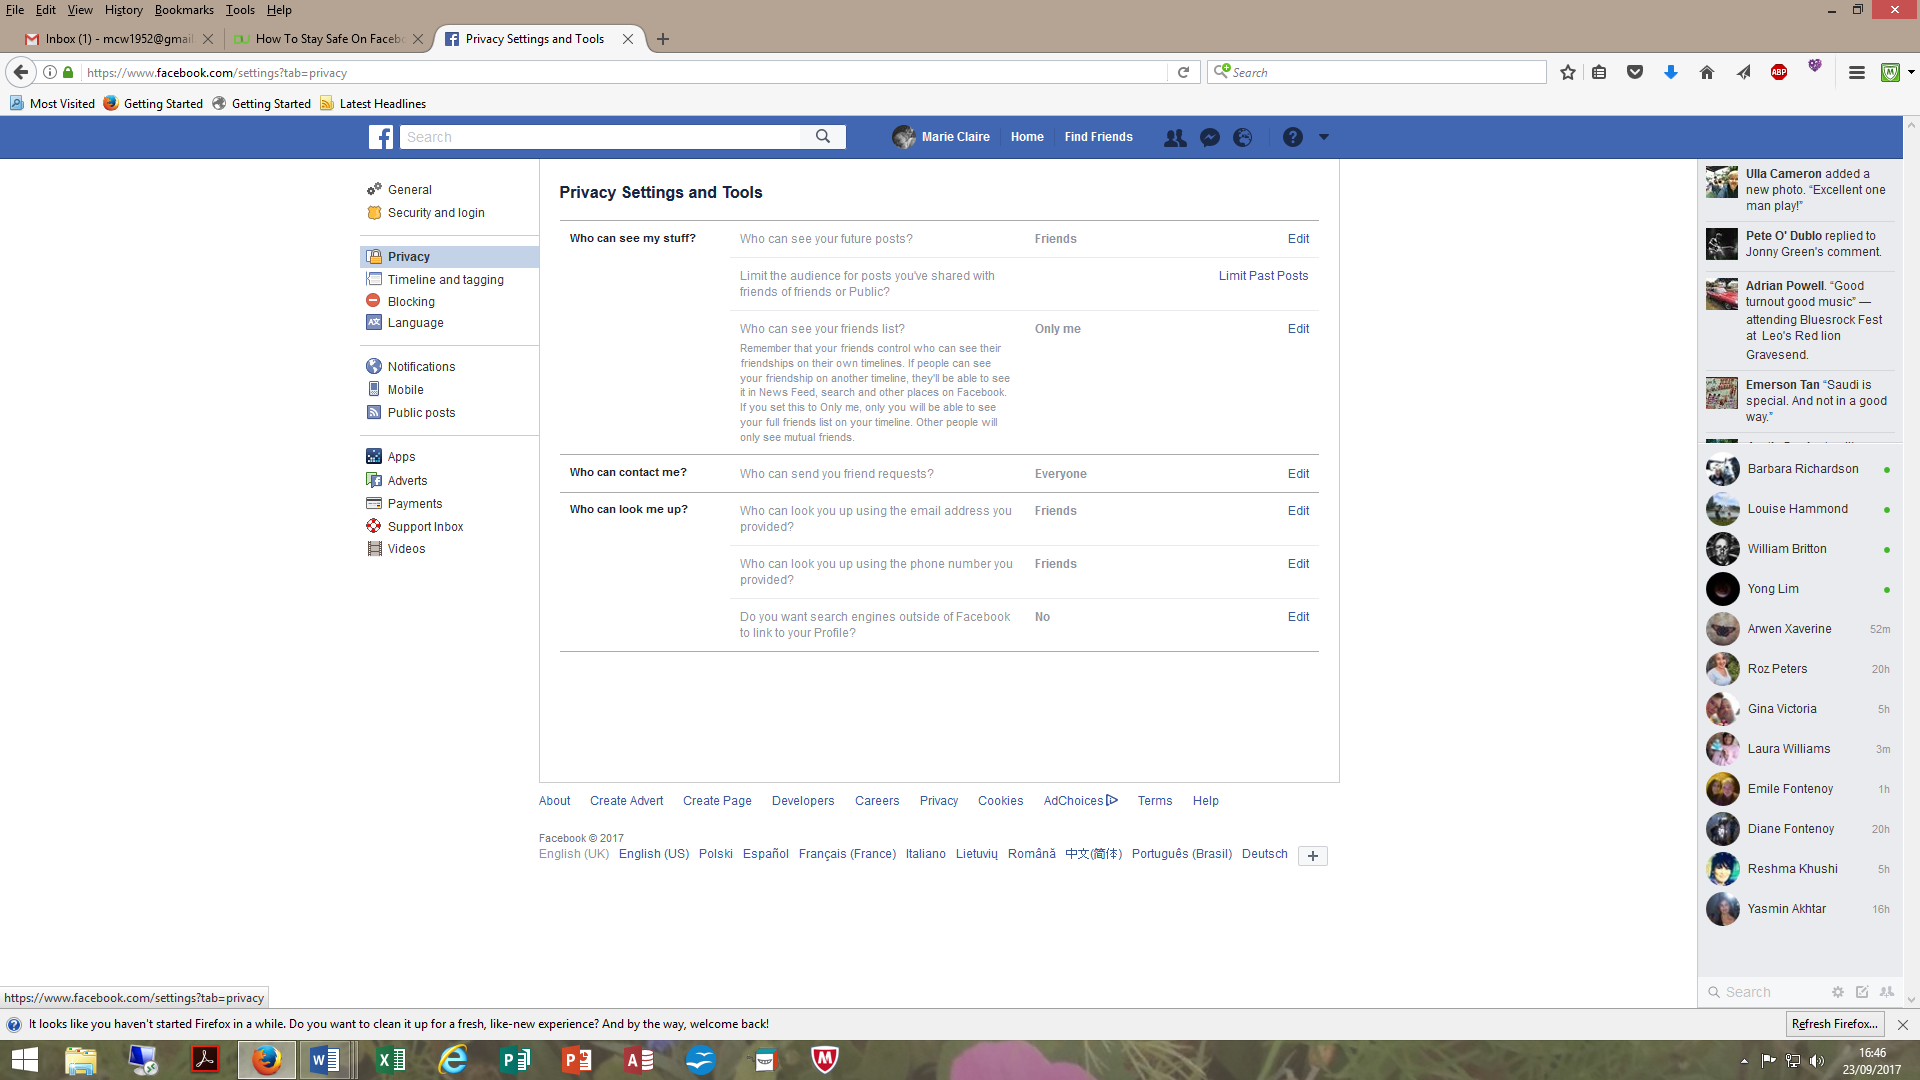 File Edit View History Bookmarks Tools Help
Inbox (1) - mcw1952@gmail
How To Stay Safe On Facebo
Privacy Settings and Tools
https://www.facebook.com/settings?tab=privacy
Search
ABP
Most Visited Getting Started Getting Started Latest Headlines
Search
Marie Claire Home Find Friends
General
Security and login
Privacy
Timeline and tagging
Blocking
Language
Notifications
Mobile
Public posts
Apps
Adverts
Payments
Support Inbox
Videos
Privacy Settings and Tools
Who can see my stuff? Who can see your future posts? Friends Edit
Limit the audience for posts you've shared with Limit Past Posts
friends of friends or Public?
Who can see your friends list? Only me Edit
Remember that your friends control who can see their
friendships on their own timelines. If people can see
your friendship on another timeline, they'll be able to see
it in News Feed, search and other places on Facebook.
If you set this to Only me, only you will be able to see
your full friends list on your timeline. Other people will
only see mutual friends.
Who can contact me? Who can send you friend requests? Everyone Edit
Who can look me up? Who can look you up using the email address you Friends Edit
provided?
Who can look you up using the phone number you Friends Edit
provided?
Do you want search engines outside of Facebook No Edit
to link to your Profile?
About Create Advert Create Page Developers Careers Privacy Cookies AdChoices Terms Help
Facebook © 2017
English (UK) English (US) Polski Español Français (France) Italiano Lietuvių Română 中文(简体) Português (Brasil) Deutsch
Ulla Cameron added a
new photo. “Excellent one
man play!”
Pete O' Dublo replied to
Jonny Green's comment.
Adrian Powell. “Good
turnout good music” —
attending Bluesrock Fest
at Leo's Red lion
Gravesend.
Emerson Tan “Saudi is
special. And not in a good
way.”
Barbara Richardson
Louise Hammond
William Britton
Yong Lim
Arwen Xaverine 52m
Roz Peters 20h
Gina Victoria 5h
Laura Williams 3m
Emile Fontenoy 1h
Diane Fontenoy 20h
Reshma Khushi 5h
Yasmin Akhtar 16h
Search
https://www.facebook.com/settings?tab=privacy
It looks like you haven't started Firefox in a while. Do you want to clean it up for a fresh, like-new experience? And by the way, welcome back!
Refresh Firefox...
16:46
23/09/2017